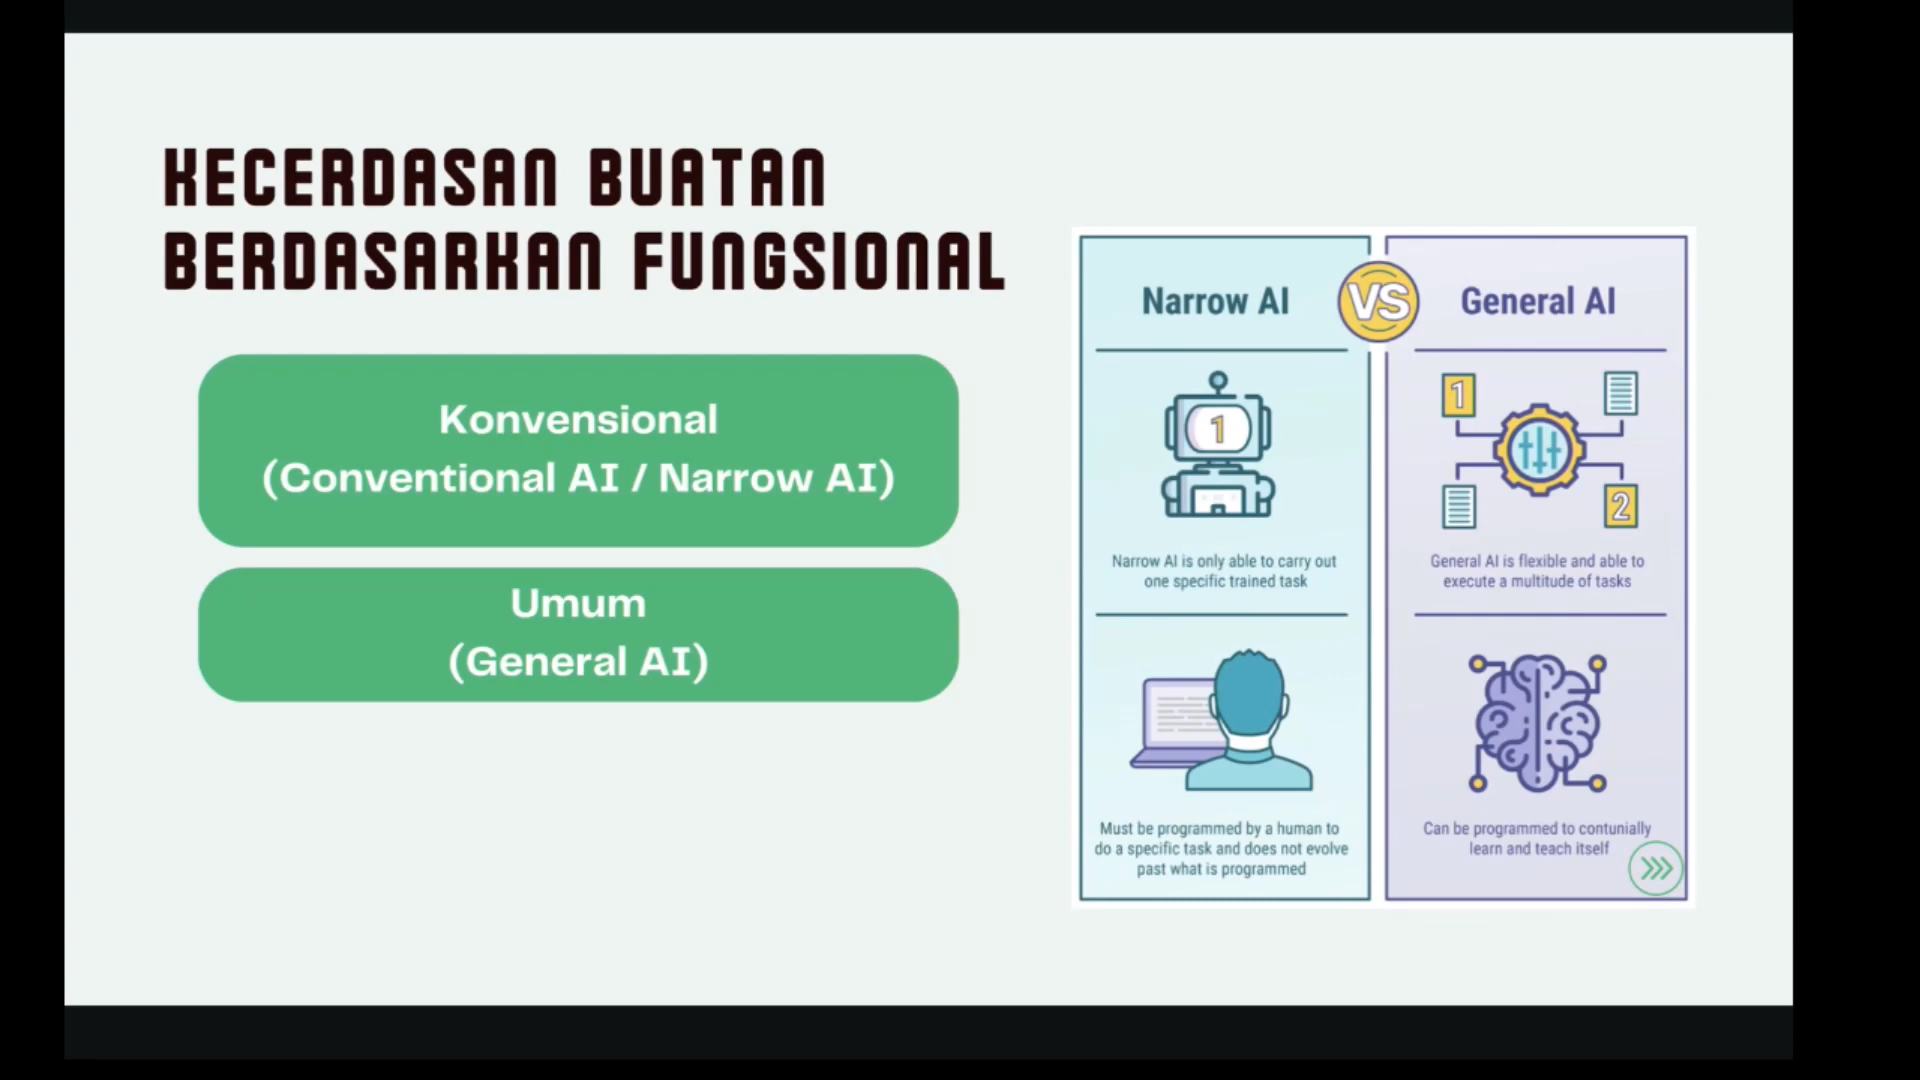 KECERDASAN BUATAN
BERDASARKAN FUNGSIONAL
Konvensional
(Conventional AI / Narrow AI)
Umum
(General AI)
Narrow AI
VS
General AI
1
Narrow AI is only able to carry out
one specific trained task
1
2
General AI is flexible and able to
execute a multitude of tasks
Must be programmed by a human to
do a specific task and does not evolve
past what is programmed
Can be programmed to contunially
learn and teach itself